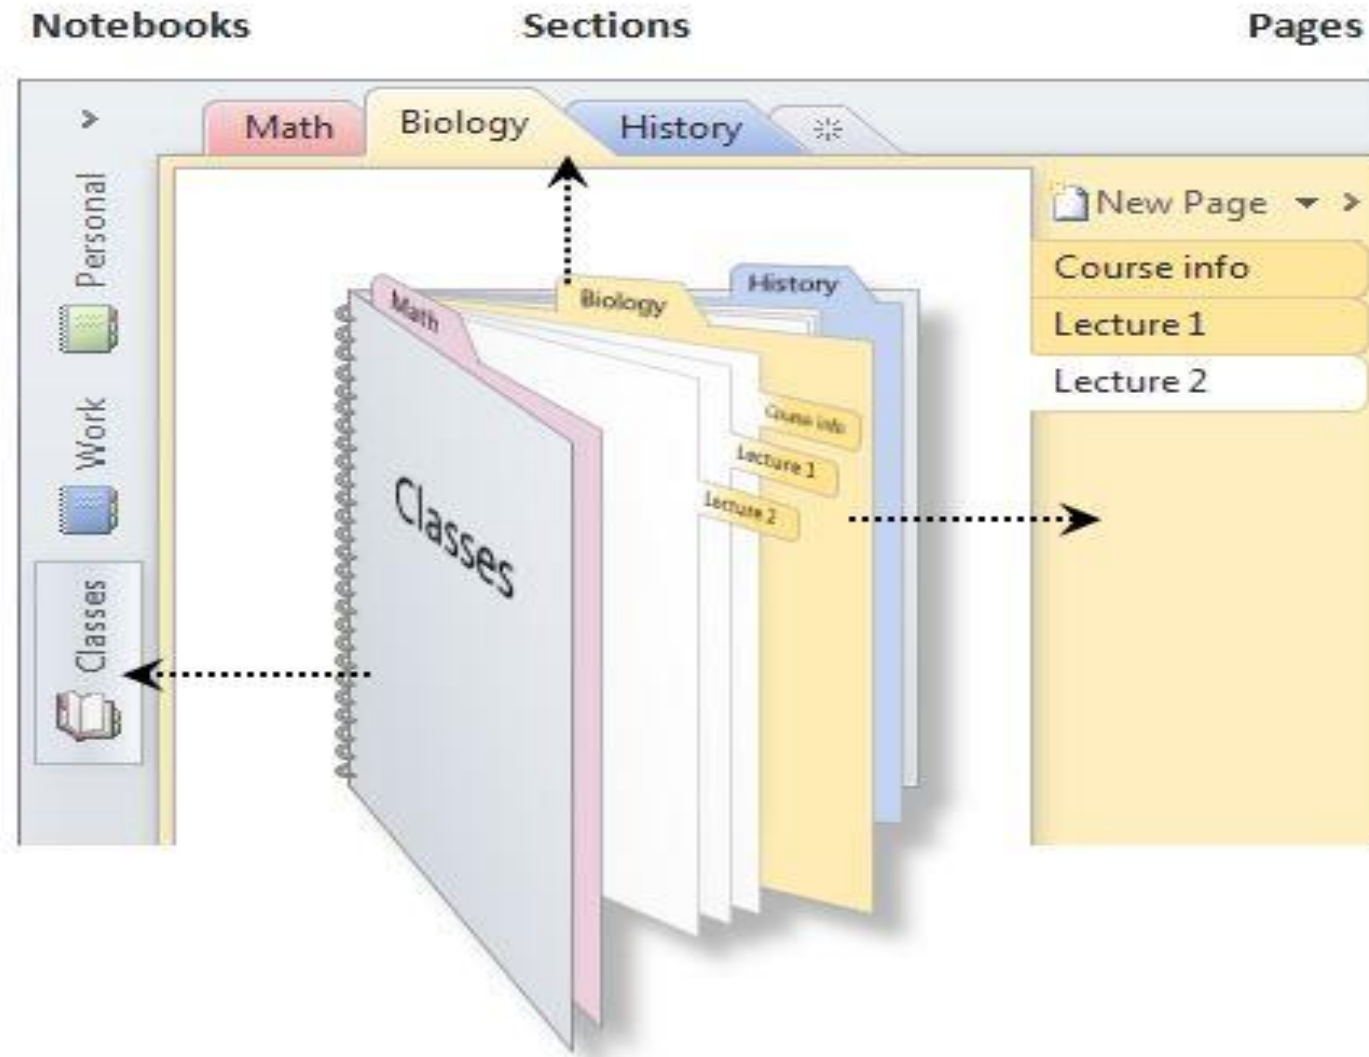 Notebooks Sections Pages
Math Biology History
Personal
Work
Classes
New Page
Course info
Lecture 1
Lecture 2
Math
Biology
History
Course info
Lecture 1
Lecture 2
Classes